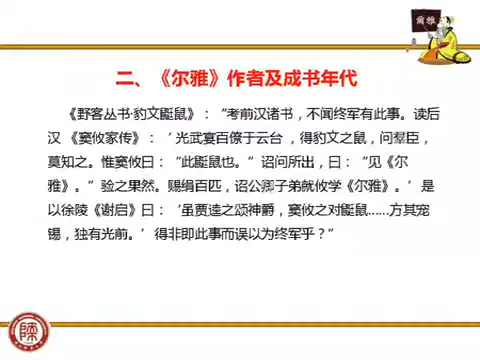 爾雅
二、《尔雅》作者及成书年代
《野客丛书·豹文鼮鼠》：“考前汉诸书，不闻终军有此事。读后
汉《窦攸家传》：‘光武宴百僚于云台，得豹文之鼠，问羣臣，
莫知之。惟窦攸曰：“此鼮鼠也。”诏问所出，曰：“见《尔
雅》。”验之果然。赐绢百匹，诏公卿子弟就攸学《尔雅》。’是
以徐陵《谢启》曰：‘虽贾逵之颂神爵，窦攸之对鼮鼠……方其宠
锡，独有光前。’得非即此事而误以为终军乎？”